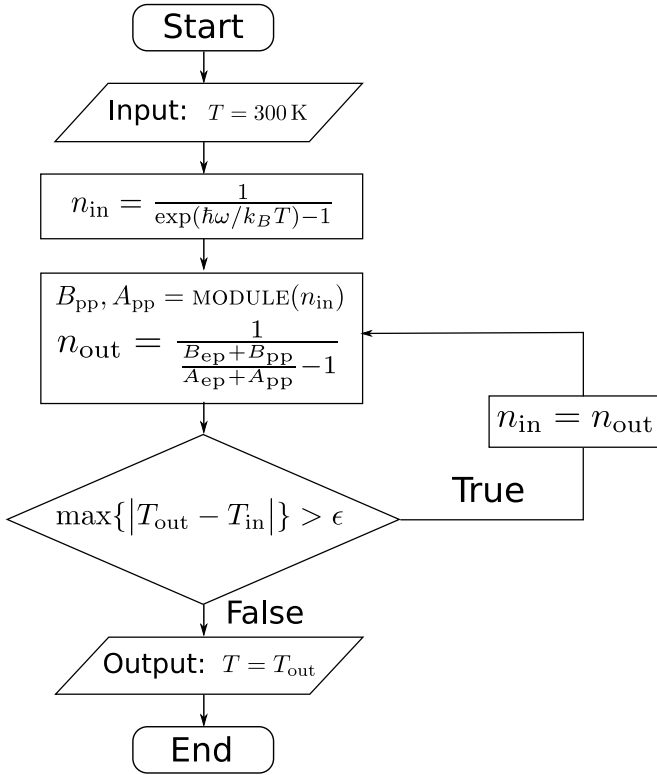 Start
Input: T = 300 K
n_in = 1/(exp(ħω/k_B T)−1)
B_pp, A_pp = MODULE(n_in)
n_out = 1/((B_ep+B_pp)/(A_ep+A_pp)−1)
n_in = n_out
True
max{|T_out − T_in|} > ϵ
False
Output: T = T_out
End